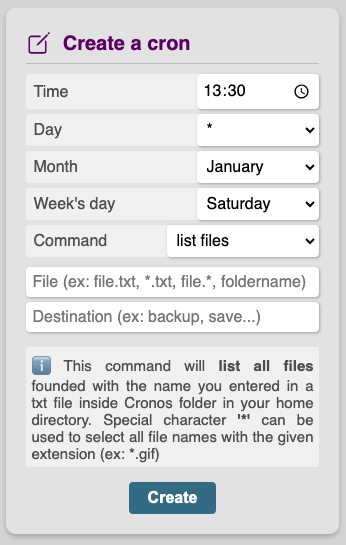 Create a cron
Time 13:30
Day *
Month January
Week's day Saturday
Command list files
File (ex: file.txt, *.txt, file.*, foldername)
Destination (ex: backup, save...)
i This command will list all files
founded with the name you entered in a
txt file inside Cronos folder in your home
directory. Special character '*' can be
used to select all file names with the given
extension (ex: *.gif)
Create